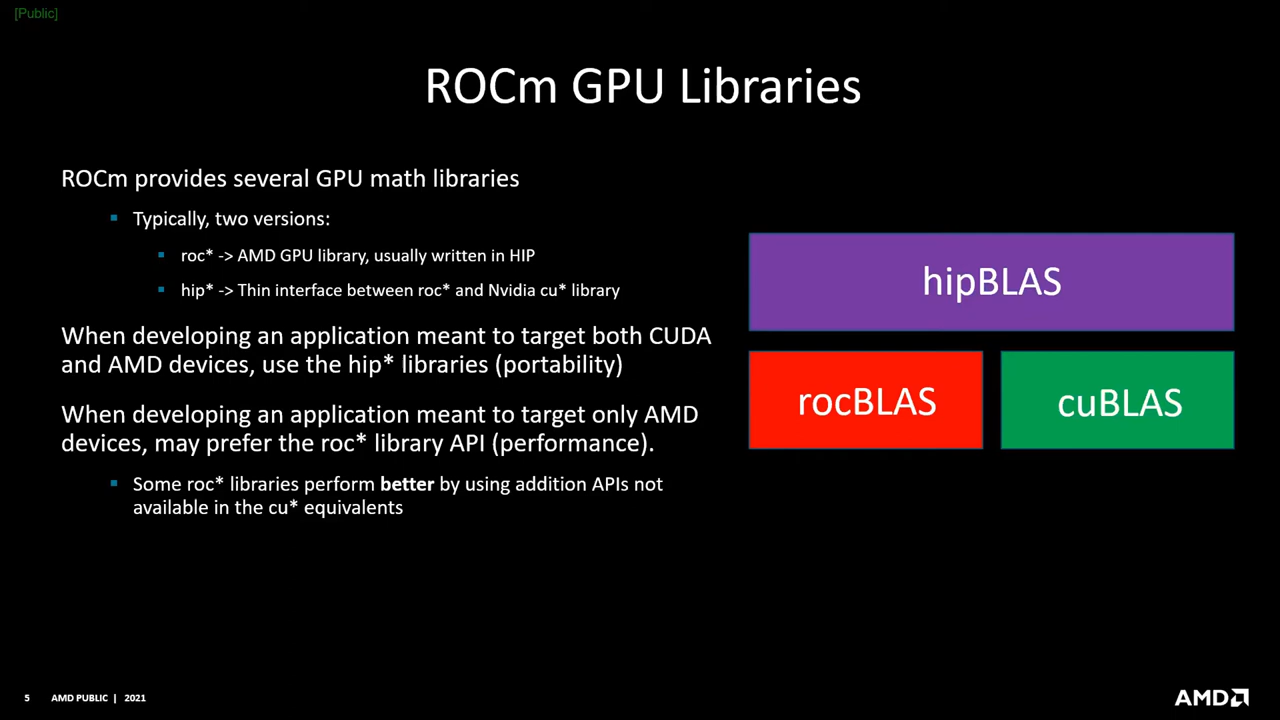 [Public]
ROCm GPU Libraries
ROCm provides several GPU math libraries
Typically, two versions:
roc* -> AMD GPU library, usually written in HIP
hip* -> Thin interface between roc* and Nvidia cu* library
When developing an application meant to target both CUDA
and AMD devices, use the hip* libraries (portability)
When developing an application meant to target only AMD
devices, may prefer the roc* library API (performance).
Some roc* libraries perform better by using addition APIs not
available in the cu* equivalents
hipBLAS
rocBLAS
cuBLAS
5 AMD PUBLIC | 2021
AMD